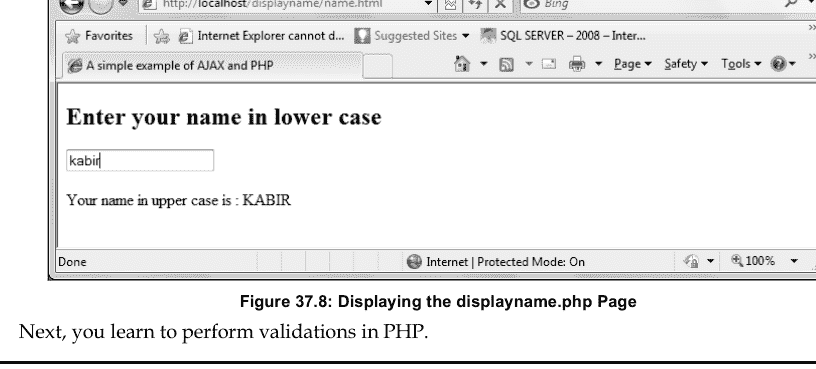 http://localhost/displayname/name.html Bing
Favorites Internet Explorer cannot d... Suggested Sites SQL SERVER – 2008 – Inter...
A simple example of AJAX and PHP Page Safety Tools
Enter your name in lower case
kabir
Your name in upper case is : KABIR
Done Internet | Protected Mode: On 100%
Figure 37.8: Displaying the displayname.php Page
Next, you learn to perform validations in PHP.